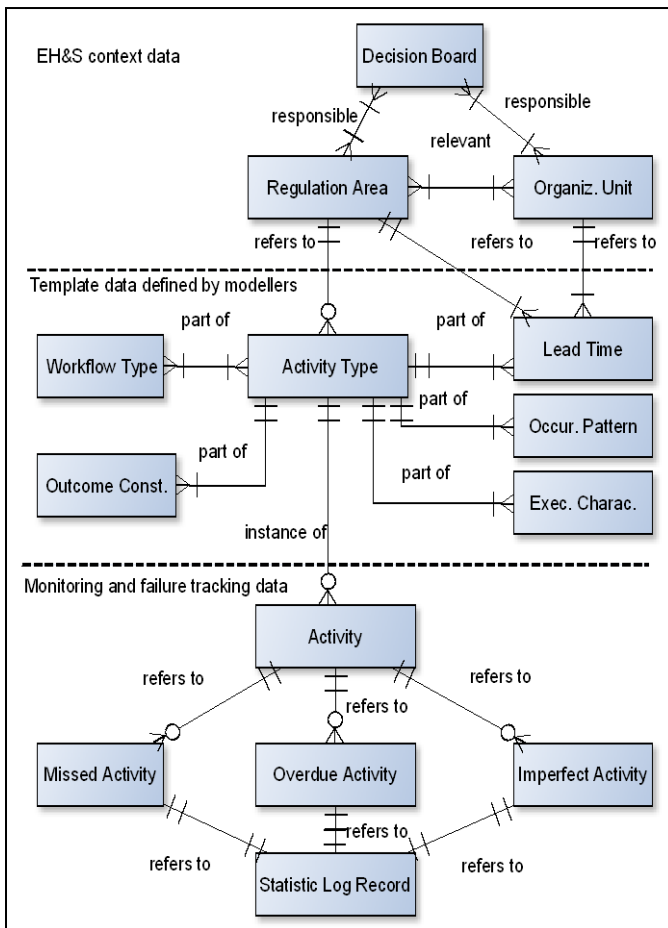 EH&S context data
Decision Board
responsible
responsible
relevant
Regulation Area
Organiz. Unit
refers to
refers to
refers to
Template data defined by modellers
part of
part of
Workflow Type
Activity Type
Lead Time
part of
Occur. Pattern
part of
part of
Outcome Const.
Exec. Charac.
instance of
Monitoring and failure tracking data
Activity
refers to
refers to
refers to
Missed Activity
Overdue Activity
Imperfect Activity
refers to
refers to
refers to
Statistic Log Record